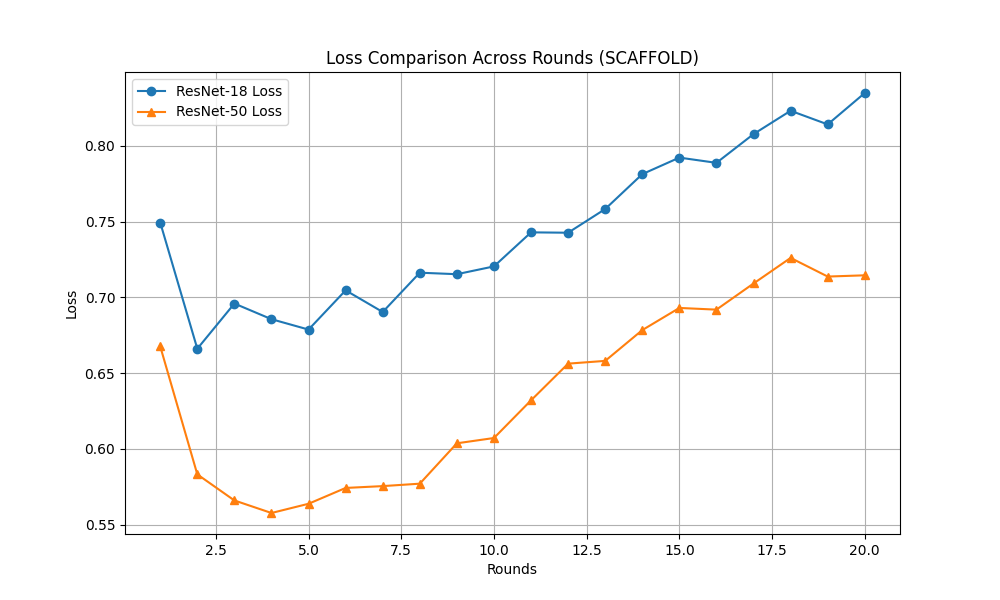 Loss Comparison Across Rounds (SCAFFOLD)
ResNet-18 Loss
ResNet-50 Loss
Loss
0.80
0.75
0.70
0.65
0.60
0.55
2.5 5.0 7.5 10.0 12.5 15.0 17.5 20.0
Rounds